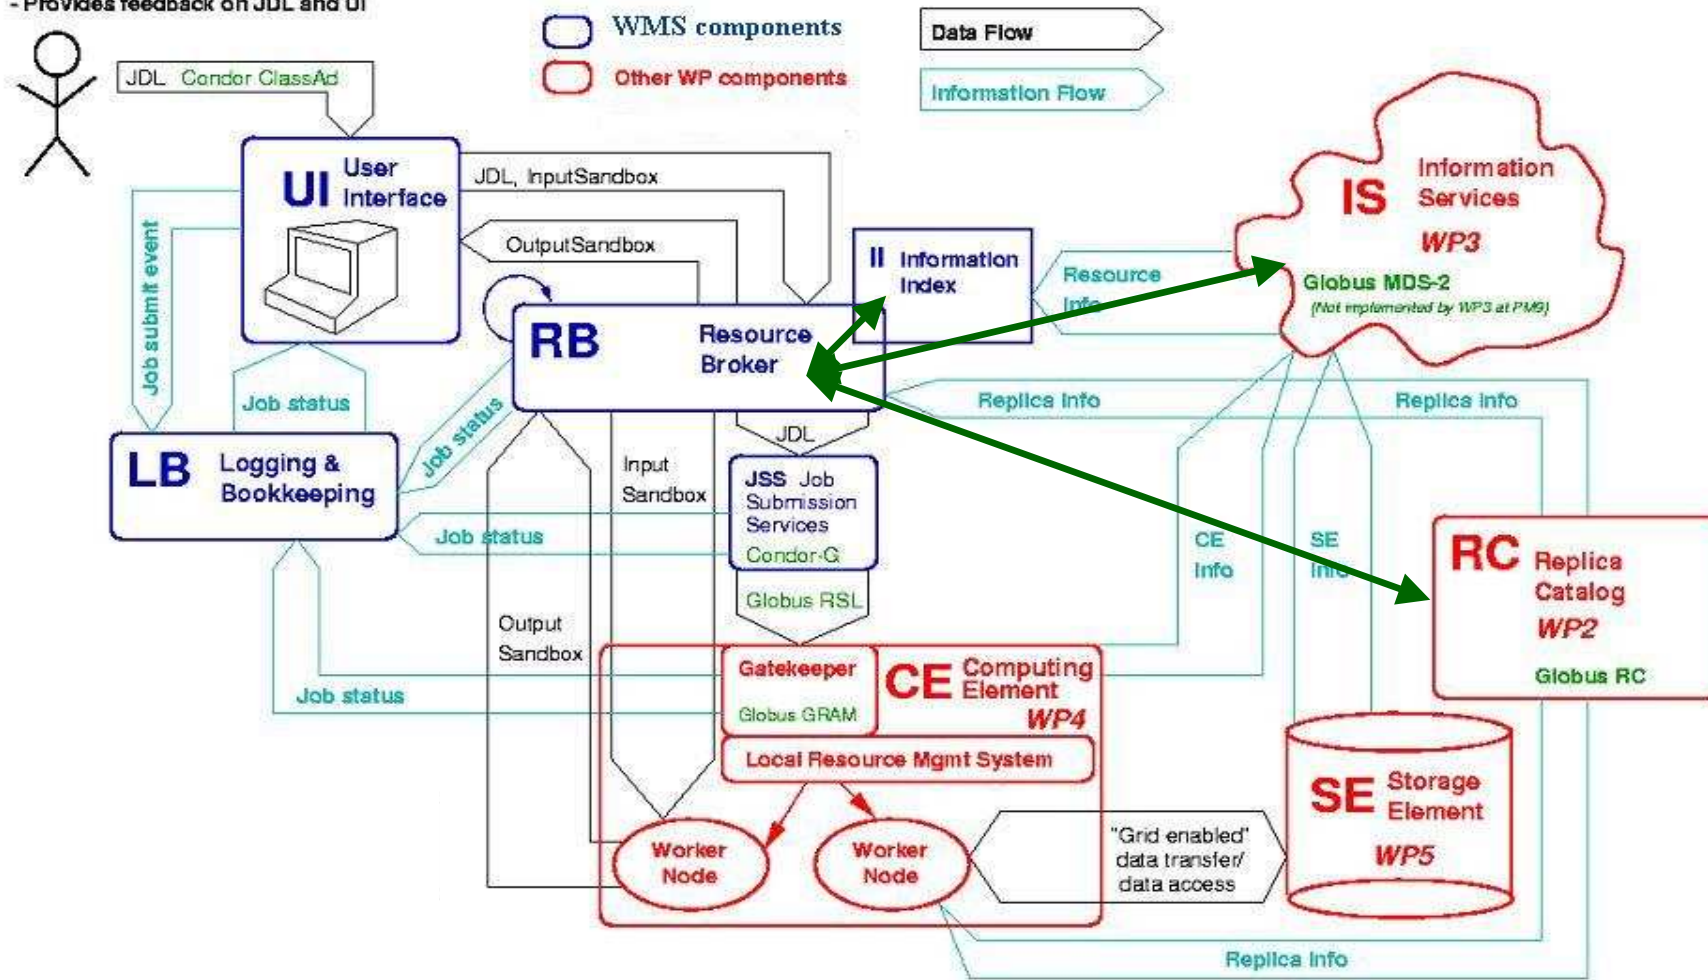 - Provides feedback on JDL and UI
WMS components
Other WP components
Data Flow
Information Flow
JDL Condor ClassAd
UI User
Interface
JDL, InputSandbox
OutputSandbox
Job submit event
II Information
Index
Resource
Info
IS Information
Services
WP3
Globus MDS-2
(Not implemented by WP3 at PM9)
RB Resource
Broker
Job status
Job status
Replica Info
Replica Info
LB Logging &
Bookkeeping
Input
Sandbox
JDL
JSS Job
Submission
Services
Condor-G
Job status
CE
Info
SE
Info
RC Replica
Catalog
WP2
Globus RC
Globus RSL
Output
Sandbox
Job status
Gatekeeper
Globus GRAM
CE Computing
Element
WP4
Local Resource Mgmt System
Worker
Node
Worker
Node
"Grid enabled"
data transfer/
data access
SE Storage
Element
WP5
Replica Info